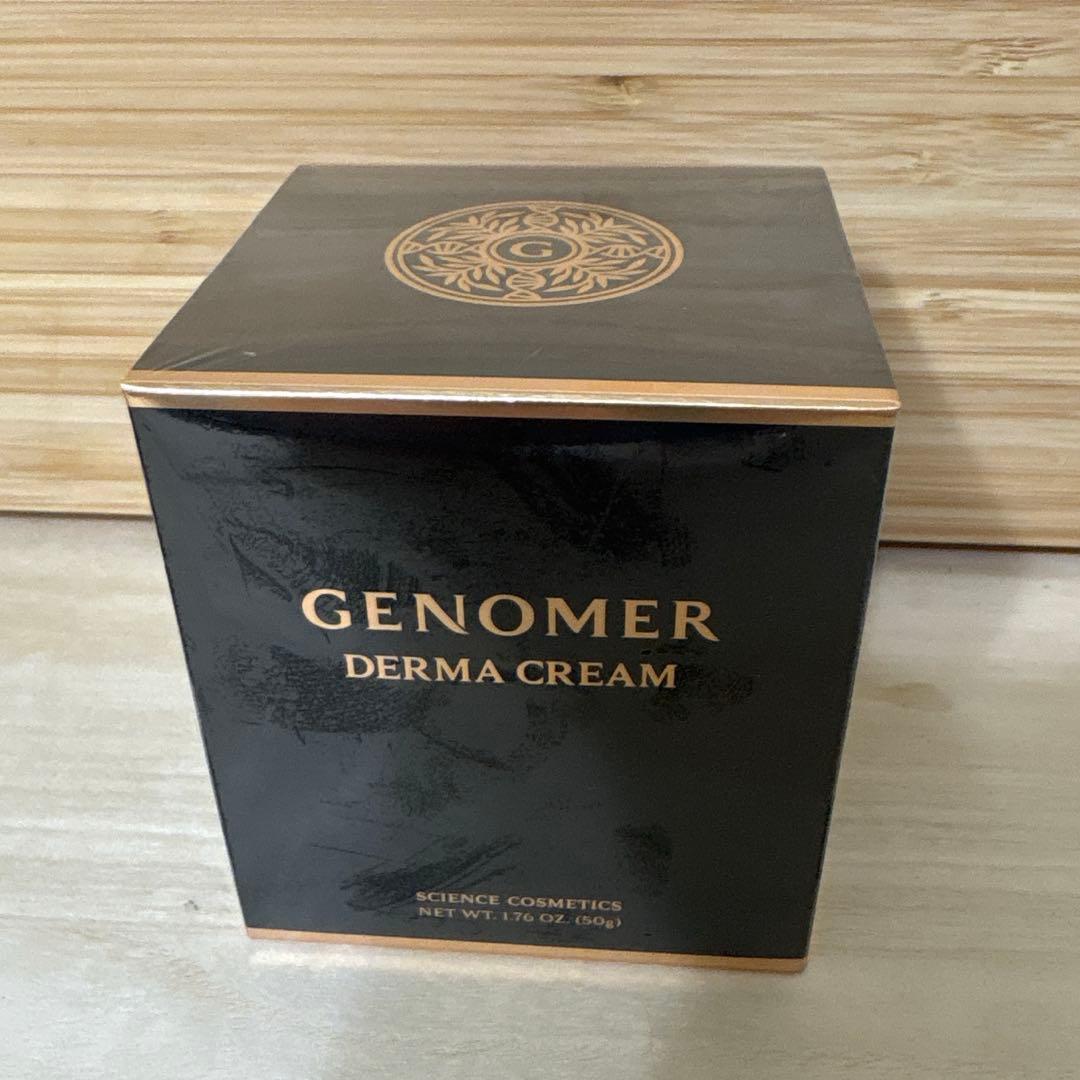 G
GENOMER
DERMA CREAM
SCIENCE COSMETICS
NET WT. 1.76 OZ. (50g)